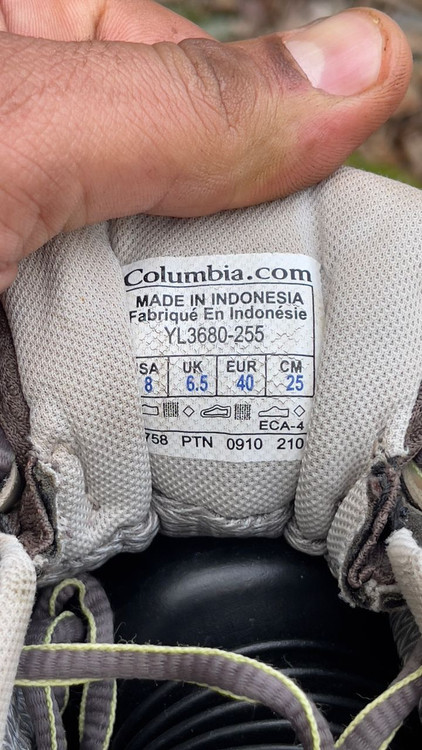 Columbia.com
MADE IN INDONESIA
Fabriqué En Indonésie
YL3680-255
SA UK EUR CM
8 6.5 40 25
ECA-4
758 PTN 0910 210